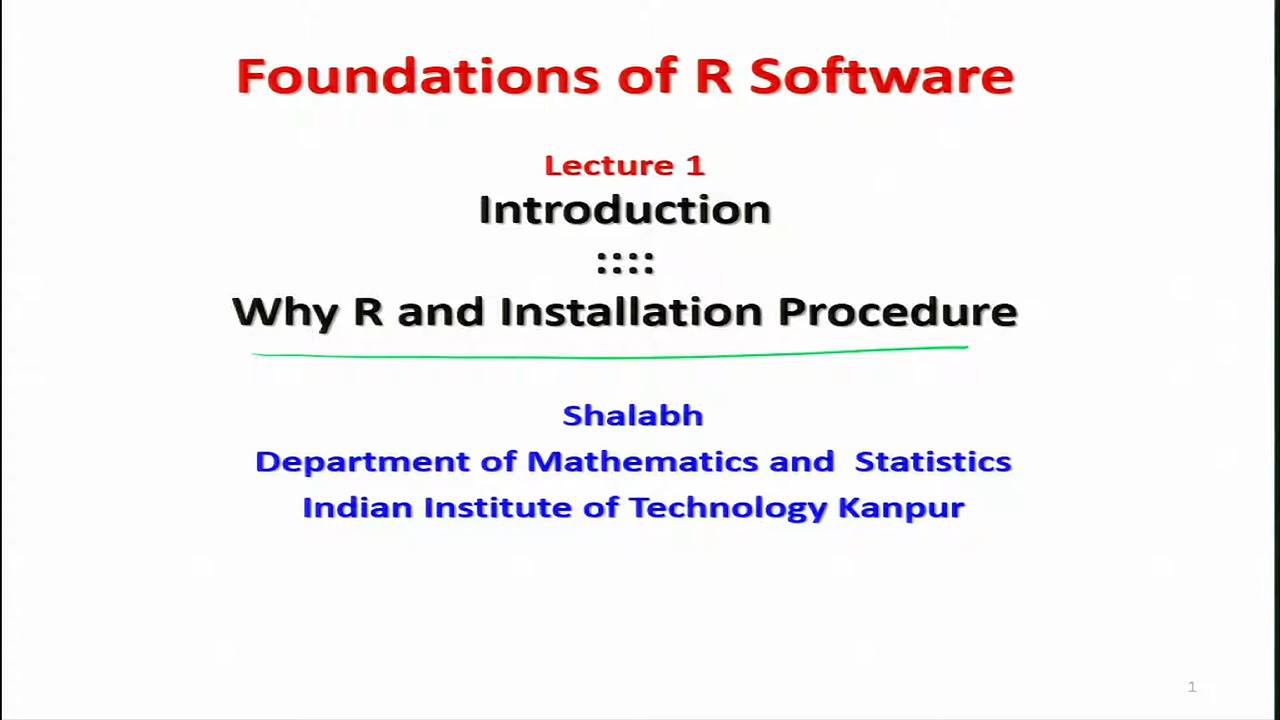 Foundations of R Software
Lecture 1
Introduction
::::
Why R and Installation Procedure
Shalabh
Department of Mathematics and Statistics
Indian Institute of Technology Kanpur
1